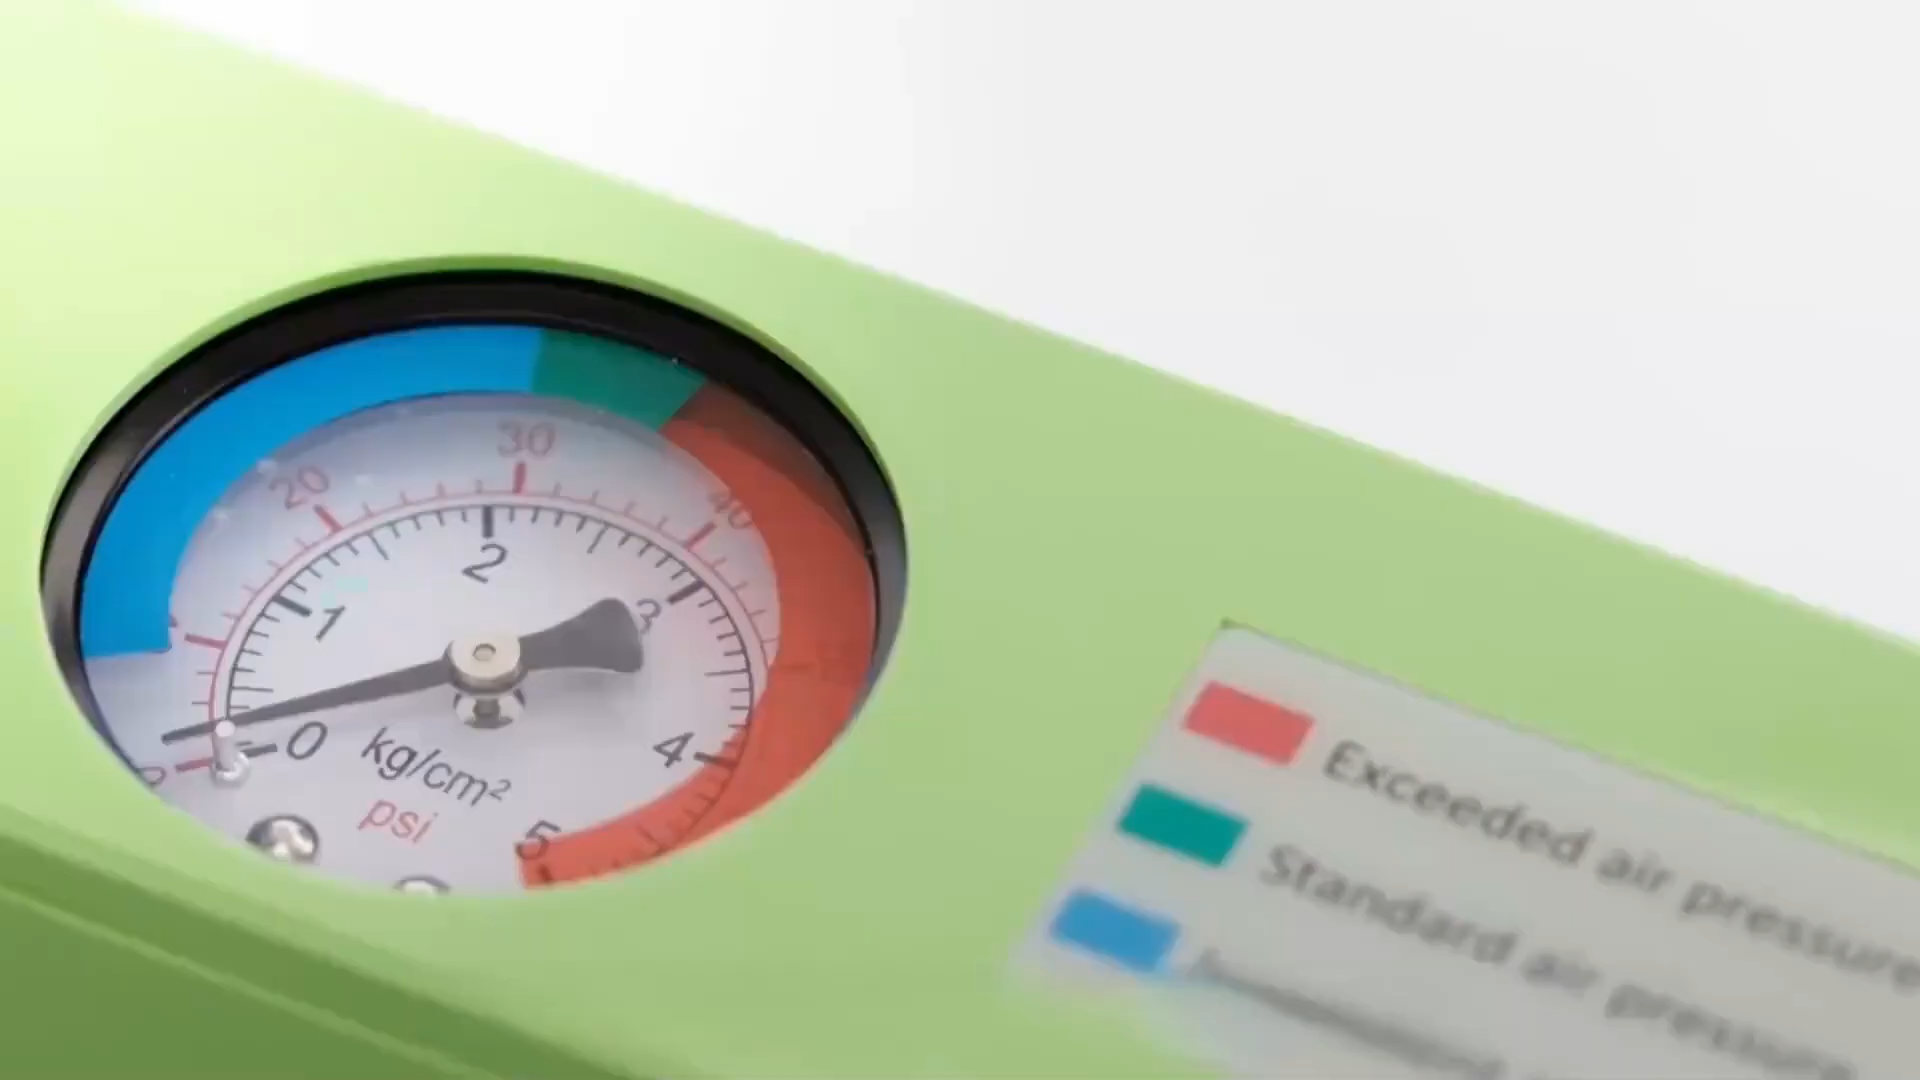 30
20
40
2
1
3
0
4
kg/cm²
psi
5
Exceeded air pressure
Standard air pressure